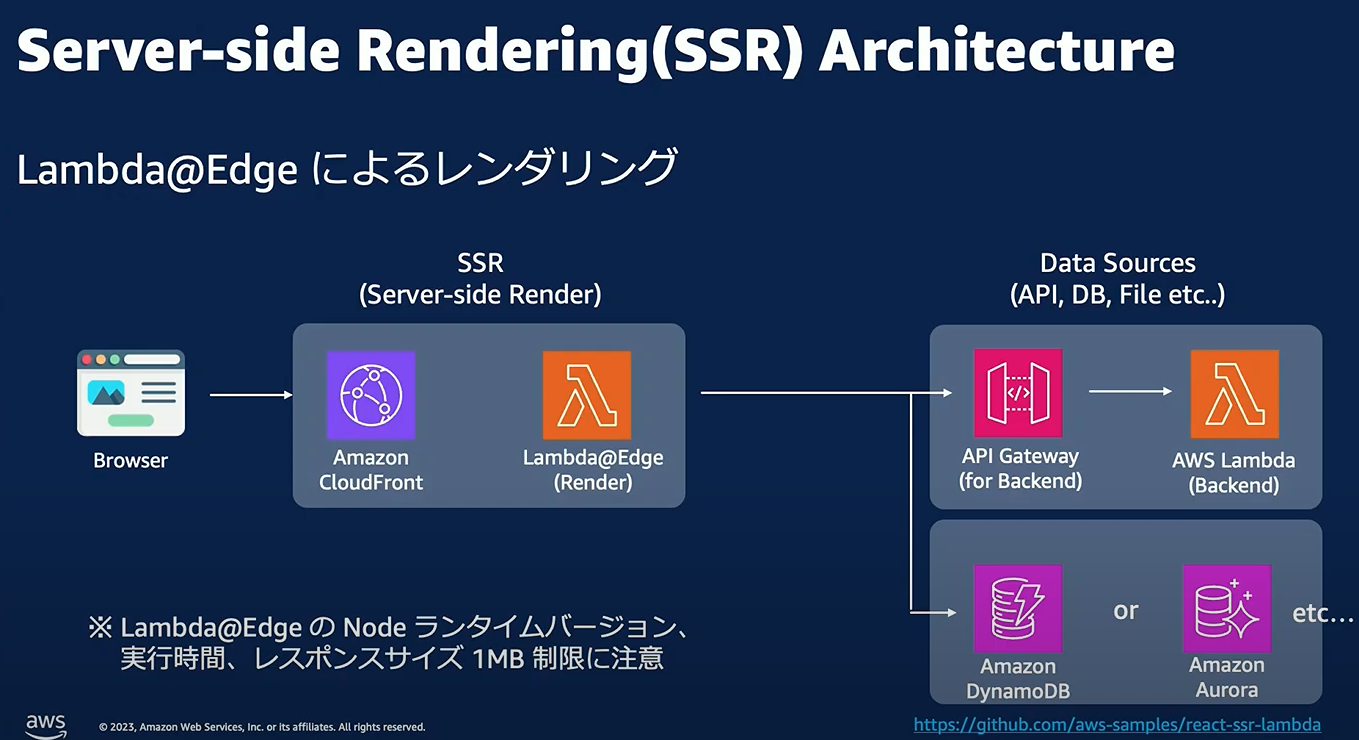 Server-side Rendering(SSR) Architecture
Lambda@Edge によるレンダリング
SSR
(Server-side Render)
Data Sources
(API, DB, File etc..)
Browser
Amazon
CloudFront
Lambda@Edge
(Render)
API Gateway
(for Backend)
AWS Lambda
(Backend)
Amazon
DynamoDB
or
Amazon
Aurora
etc...
※ Lambda@Edge の Node ランタイムバージョン、
実行時間、レスポンスサイズ 1MB 制限に注意
aws
© 2023, Amazon Web Services, Inc. or its affiliates. All rights reserved.
https://github.com/aws-samples/react-ssr-lambda